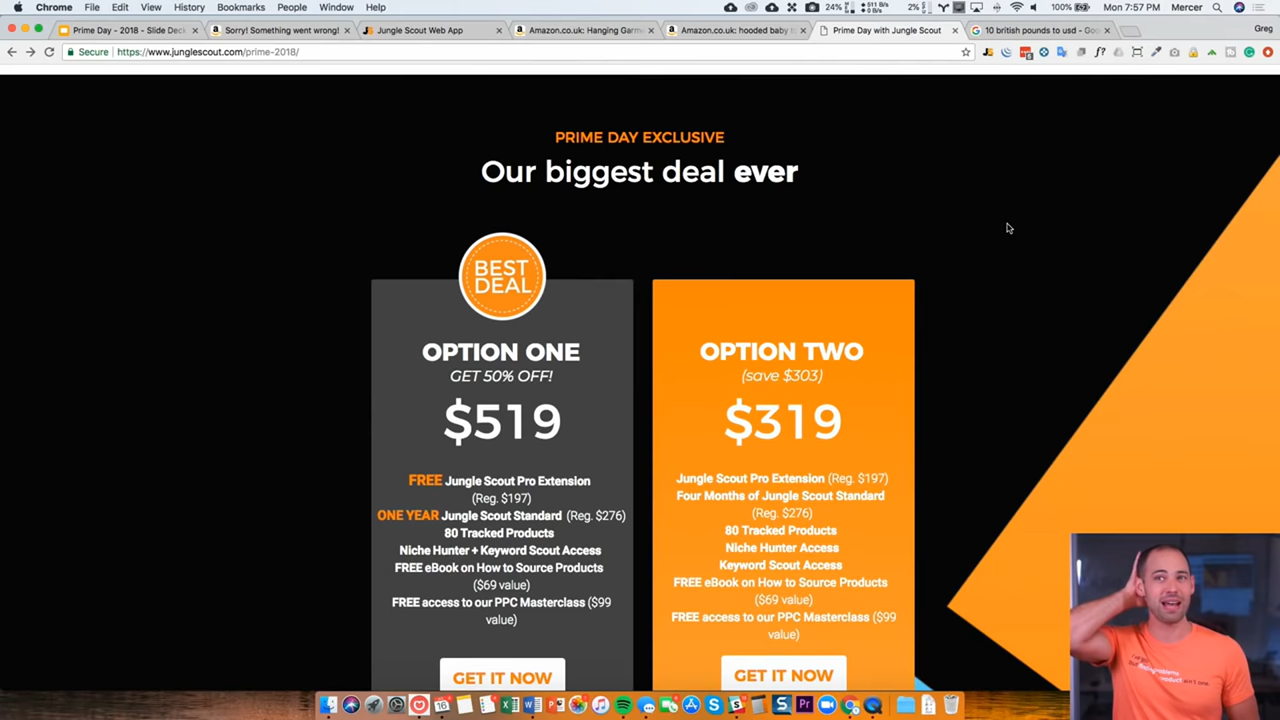 Chrome File Edit View History Bookmarks People Window Help
24% 2% 100% Mon 7:57 PM Mercer
Prime Day - 2018 - Slide Deck
Sorry! Something went wrong!
Jungle Scout Web App
Amazon.co.uk: Hanging Garme
Amazon.co.uk: hooded baby t
Prime Day with Jungle Scout
10 british pounds to usd - Goo
Greg
Secure https://www.junglescout.com/prime-2018/
PRIME DAY EXCLUSIVE
Our biggest deal ever
BEST
DEAL
OPTION ONE
GET 50% OFF!
$519
FREE Jungle Scout Pro Extension
(Reg. $197)
ONE YEAR Jungle Scout Standard (Reg. $276)
80 Tracked Products
Niche Hunter + Keyword Scout Access
FREE eBook on How to Source Products
($69 value)
FREE access to our PPC Masterclass ($99
value)
GET IT NOW
OPTION TWO
(save $303)
$319
Jungle Scout Pro Extension (Reg. $197)
Four Months of Jungle Scout Standard
(Reg. $276)
80 Tracked Products
Niche Hunter Access
Keyword Scout Access
FREE eBook on How to Source Products
($69 value)
FREE access to our PPC Masterclass ($99
value)
GET IT NOW
16